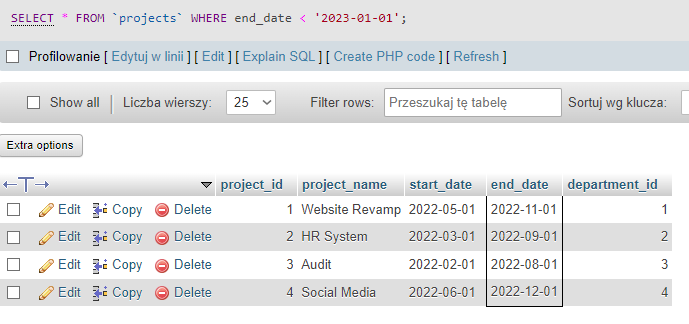 SELECT * FROM `projects` WHERE end_date < '2023-01-01';
Profilowanie [ Edytuj w linii ] [ Edit ] [ Explain SQL ] [ Create PHP code ] [ Refresh ]
Show all | Liczba wierszy: 25 Filter rows: Przeszukaj tę tabelę Sortuj wg klucza:
Extra options
←T→ project_id project_name start_date end_date department_id
Edit Copy Delete 1 Website Revamp 2022-05-01 2022-11-01 1
Edit Copy Delete 2 HR System 2022-03-01 2022-09-01 2
Edit Copy Delete 3 Audit 2022-02-01 2022-08-01 3
Edit Copy Delete 4 Social Media 2022-06-01 2022-12-01 4